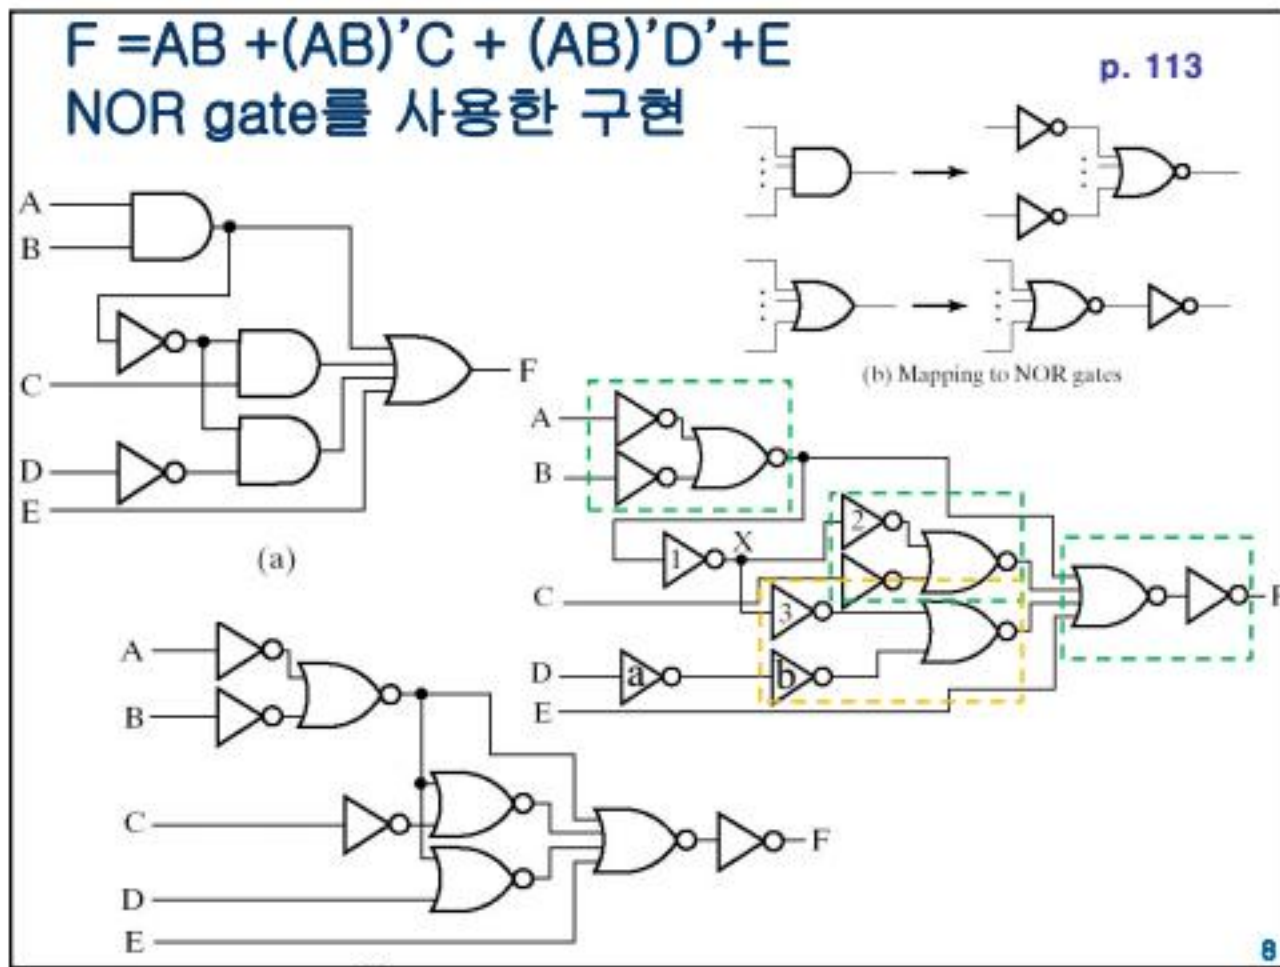 F =AB +(AB)’C + (AB)’D’+E
NOR gate를 사용한 구현
p. 113
A
B
C
D
E
F
(a)
(b) Mapping to NOR gates
A
B
1
X
2
C
3
D
a
b
E
F
A
B
C
D
E
F
8